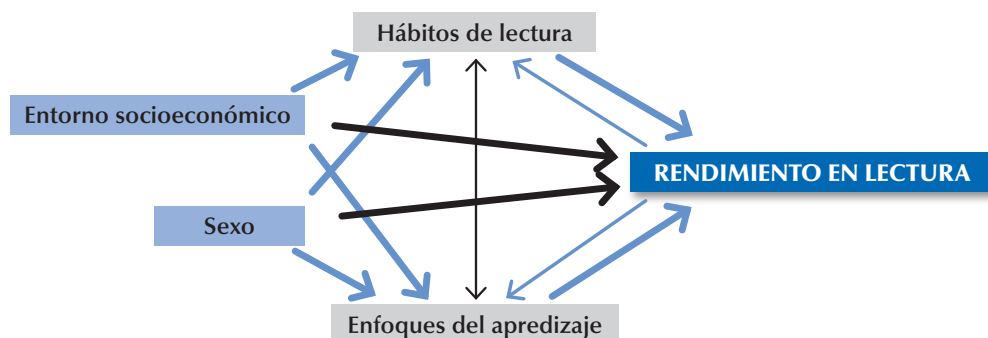 Hábitos de lectura
Entorno socioeconómico
RENDIMIENTO EN LECTURA
Sexo
Enfoques del apredizaje